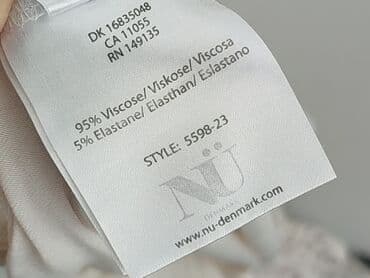 DK 16835048
CA 11055
RN 149135
95% Viscose/ Viskose/ Viscosa
5% Elastane/ Elasthan/ Eslastano
STYLE: 5598-23
NÜ
DENMARK
www.nu-denmark.com